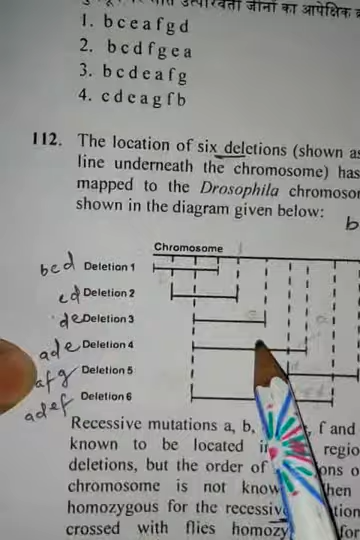 उत्परिवर्ती जीनों का आपेक्षिक
1. b c e a f g d
2. b c d f g e a
3. b c d e a f g
4. c d e a g f b
112. The location of six deletions (shown as
line underneath the chromosome) has
mapped to the Drosophila chromosom
shown in the diagram given below:
b
Chromosome
bcd Deletion 1
cd Deletion 2
de Deletion 3
ade Deletion 4
afg Deletion 5
adef Deletion 6
Recessive mutations a, b, f and
known to be located i regio
deletions, but the order of ons o
chromosome is not know hen
homozygous for the recessiv tion
crossed with flies homozy for